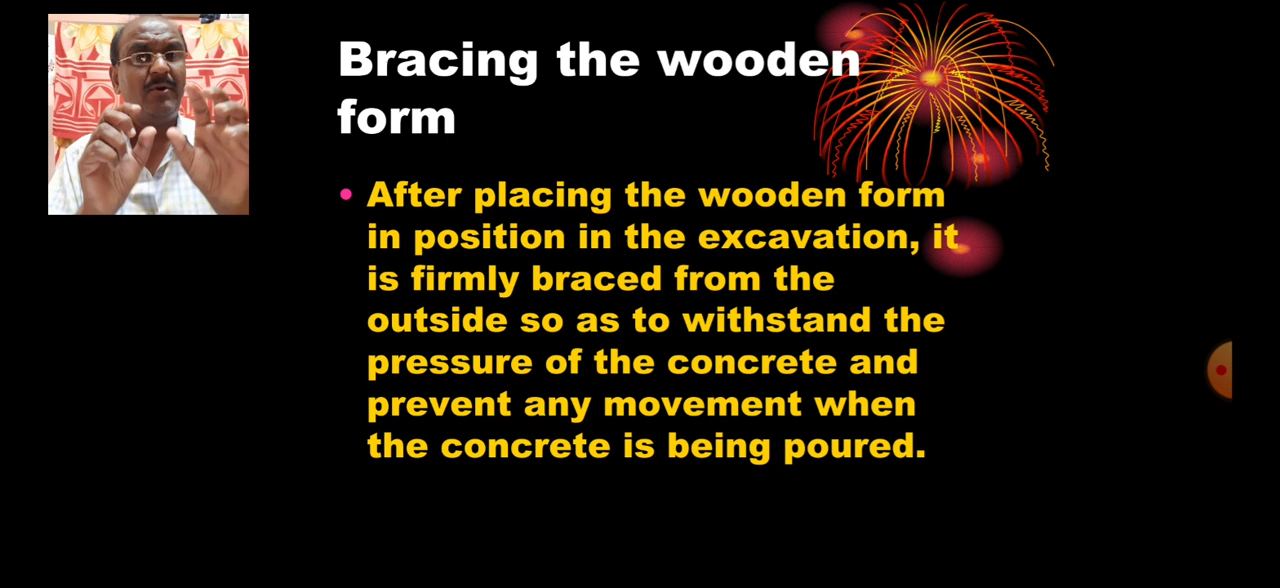 Bracing the wooden
form
• After placing the wooden form
in position in the excavation, it
is firmly braced from the
outside so as to withstand the
pressure of the concrete and
prevent any movement when
the concrete is being poured.